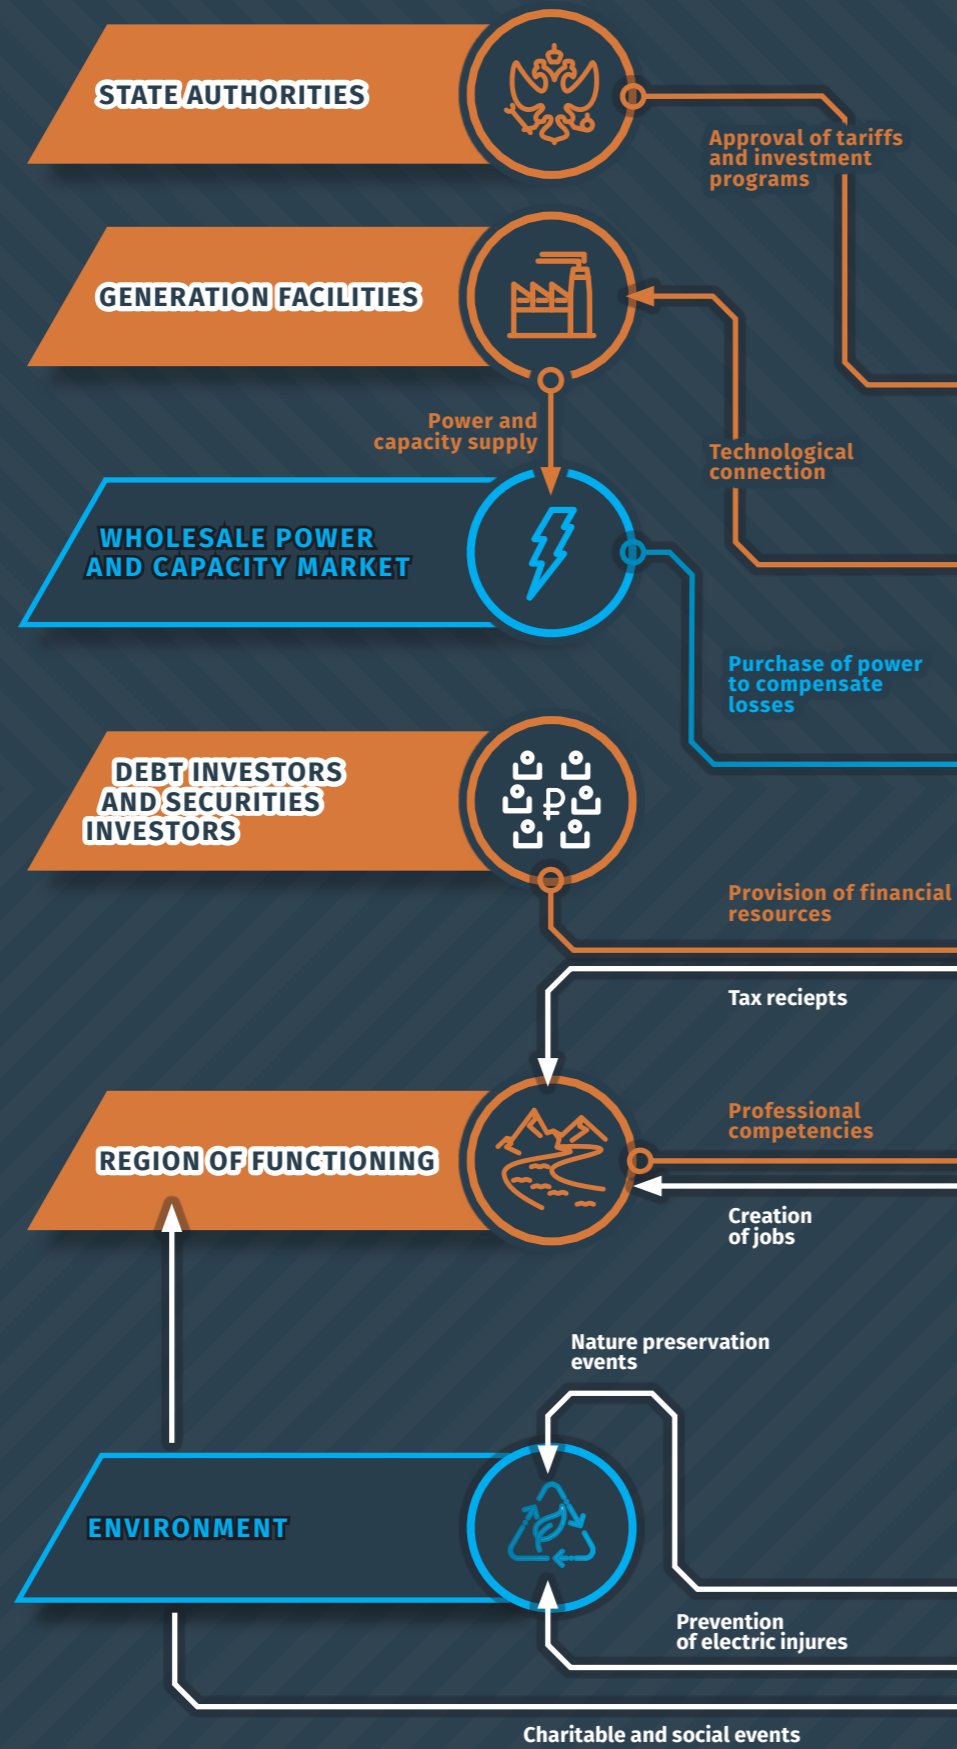 STATE AUTHORITIES
Approval of tariffs
and investment
programs
GENERATION FACILITIES
Power and
capacity supply
Technological
connection
WHOLESALE POWER
AND CAPACITY MARKET
Purchase of power
to compensate
losses
DEBT INVESTORS
AND SECURITIES
INVESTORS
₽
Provision of financial
resources
Tax reciepts
Professional
competencies
REGION OF FUNCTIONING
Creation
of jobs
Nature preservation
events
ENVIRONMENT
Prevention
of electric injures
Charitable and social events